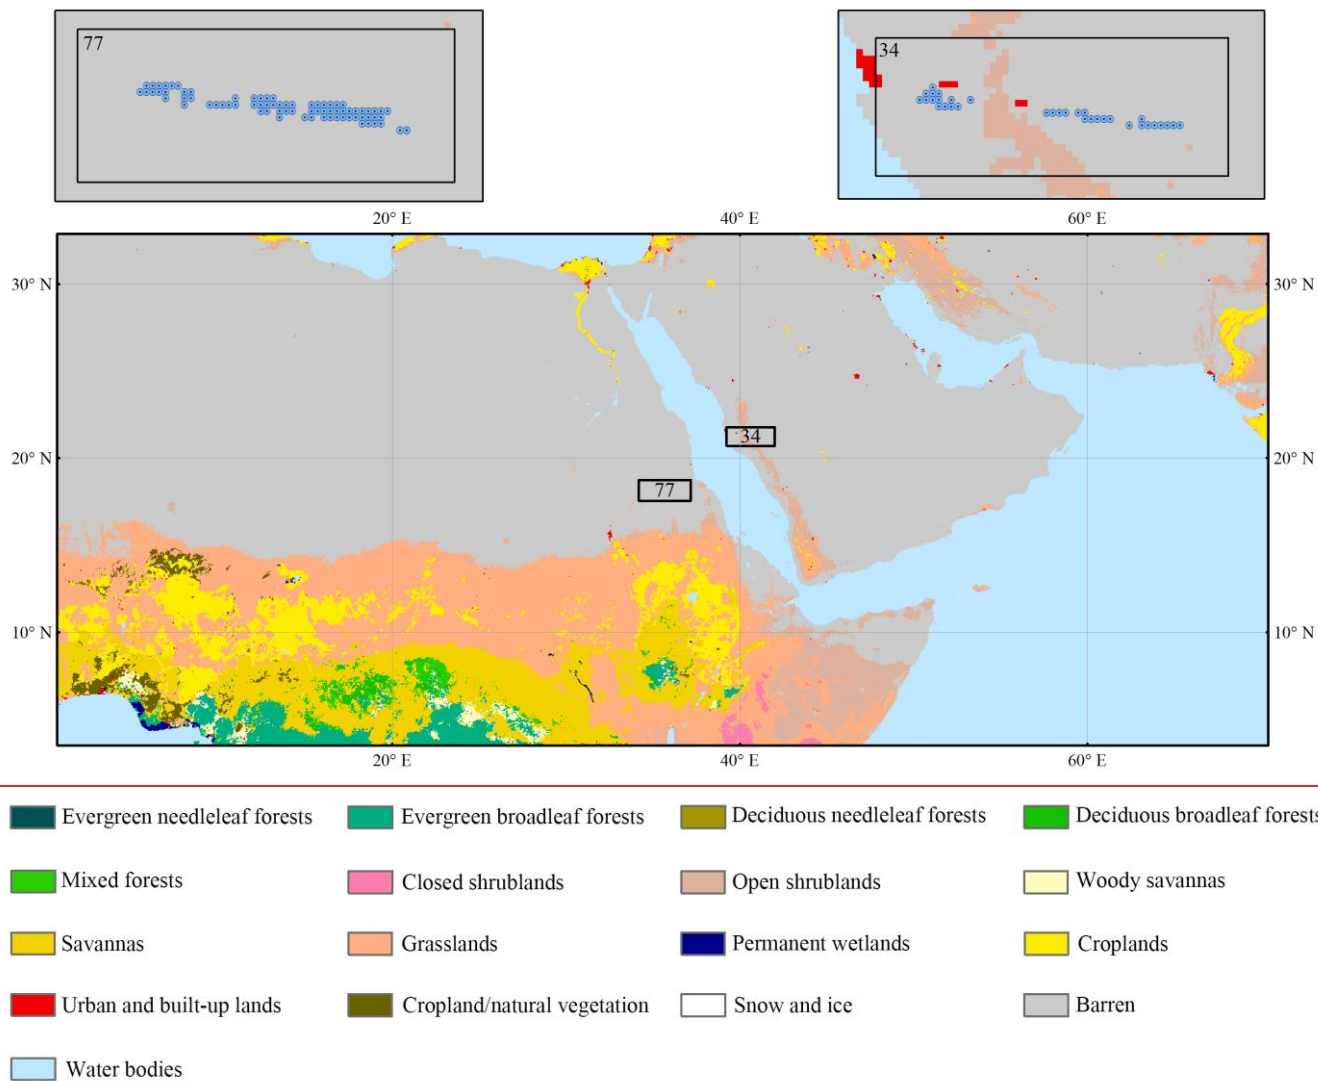 77
34
20° E 40° E 60° E
30° N 30° N
34
20° N 20° N
77
10° N 10° N
20° E 40° E 60° E
Evergreen needleleaf forests Evergreen broadleaf forests Deciduous needleleaf forests Deciduous broadleaf forests
Mixed forests Closed shrublands Open shrublands Woody savannas
Savannas Grasslands Permanent wetlands Croplands
Urban and built-up lands Cropland/natural vegetation Snow and ice Barren
Water bodies